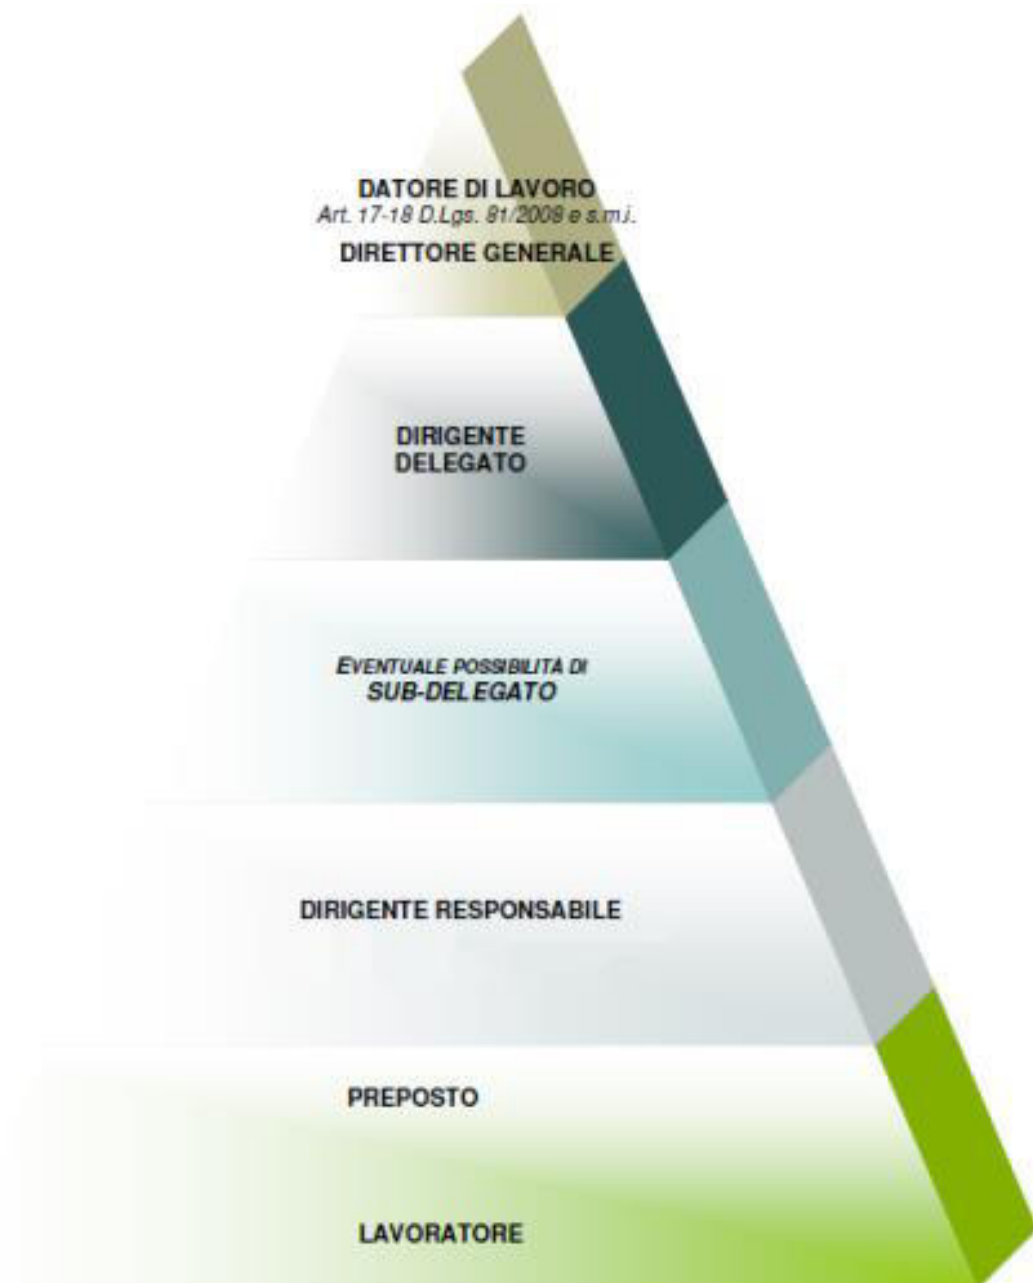 DATORE DI LAVORO
Art. 17-18 D.Lgs. 81/2008 e s.m.i.
DIRETTORE GENERALE
DIRIGENTE
DELEGATO
EVENTUALE POSSIBILITÀ DI
SUB-DELEGATO
DIRIGENTE RESPONSABILE
PREPOSTO
LAVORATORE